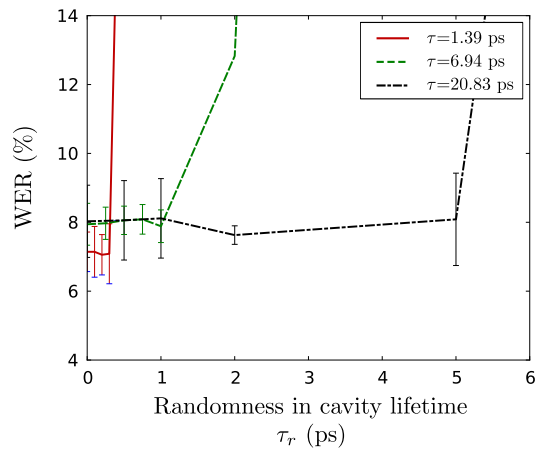 14
12
10
8
6
4
WER (%)
τ=1.39 ps
τ=6.94 ps
τ=20.83 ps
0 1 2 3 4 5 6
Randomness in cavity lifetime
τr (ps)